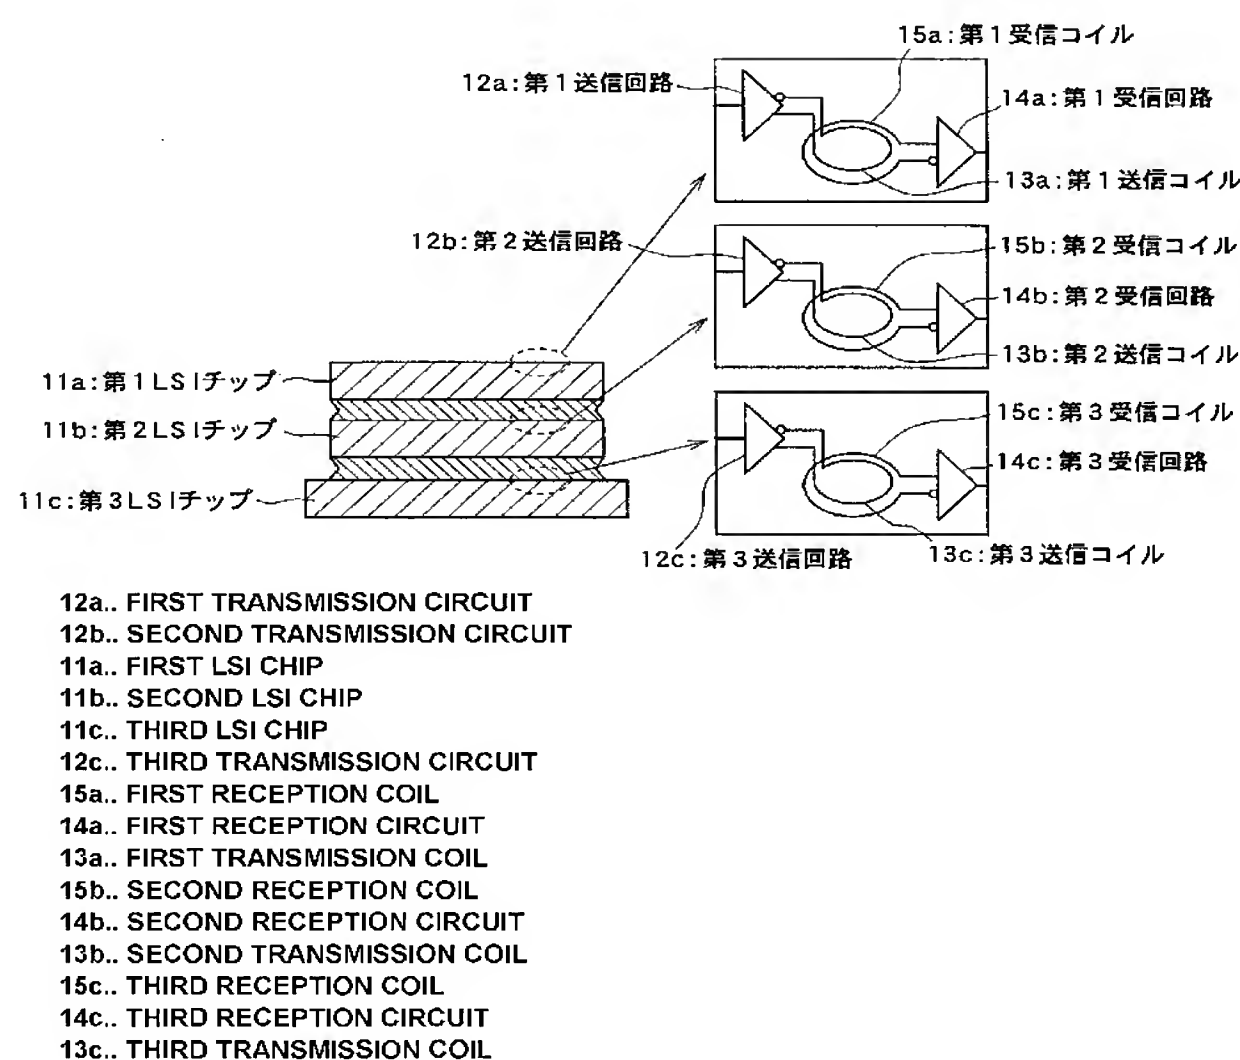 15a:第1受信コイル
12a:第1送信回路
14a:第1受信回路
13a:第1送信コイル
12b:第2送信回路
15b:第2受信コイル
14b:第2受信回路
13b:第2送信コイル
11a:第1LSIチップ
15c:第3受信コイル
11b:第2LSIチップ
14c:第3受信回路
11c:第3LSIチップ
12c:第3送信回路
13c:第3送信コイル
12a.. FIRST TRANSMISSION CIRCUIT
12b.. SECOND TRANSMISSION CIRCUIT
11a.. FIRST LSI CHIP
11b.. SECOND LSI CHIP
11c.. THIRD LSI CHIP
12c.. THIRD TRANSMISSION CIRCUIT
15a.. FIRST RECEPTION COIL
14a.. FIRST RECEPTION CIRCUIT
13a.. FIRST TRANSMISSION COIL
15b.. SECOND RECEPTION COIL
14b.. SECOND RECEPTION CIRCUIT
13b.. SECOND TRANSMISSION COIL
15c.. THIRD RECEPTION COIL
14c.. THIRD RECEPTION CIRCUIT
13c.. THIRD TRANSMISSION COIL